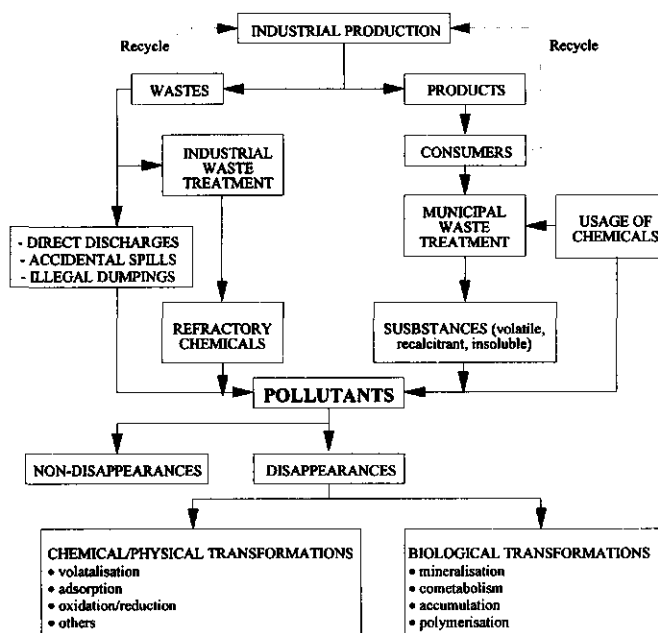 INDUSTRIAL PRODUCTION
Recycle
Recycle
WASTES
PRODUCTS
INDUSTRIAL
WASTE
TREATMENT
CONSUMERS
MUNICIPAL
WASTE
TREATMENT
USAGE OF
CHEMICALS
- DIRECT DISCHARGES
- ACCIDENTAL SPILLS
- ILLEGAL DUMPINGS
REFRACTORY
CHEMICALS
SUSBSTANCES (volatile,
recalcitrant, insoluble)
POLLUTANTS
NON-DISAPPEARANCES
DISAPPEARANCES
CHEMICAL/PHYSICAL TRANSFORMATIONS
• volatalisation
• adsorption
• oxidation/reduction
• others
BIOLOGICAL TRANSFORMATIONS
• mineralisation
• cometabolism
• accumulation
• polymerisation